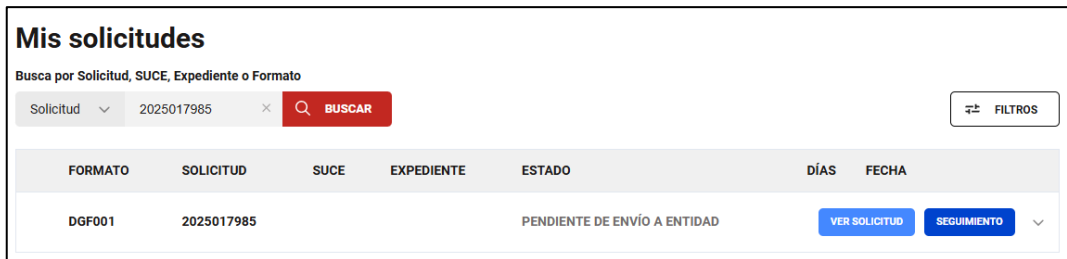 Mis solicitudes
Busca por Solicitud, SUCE, Expediente o Formato
Solicitud 2025017985 BUSCAR FILTROS
FORMATO SOLICITUD SUCE EXPEDIENTE ESTADO DÍAS FECHA
DGF001 2025017985 PENDIENTE DE ENVÍO A ENTIDAD VER SOLICITUD SEGUIMIENTO